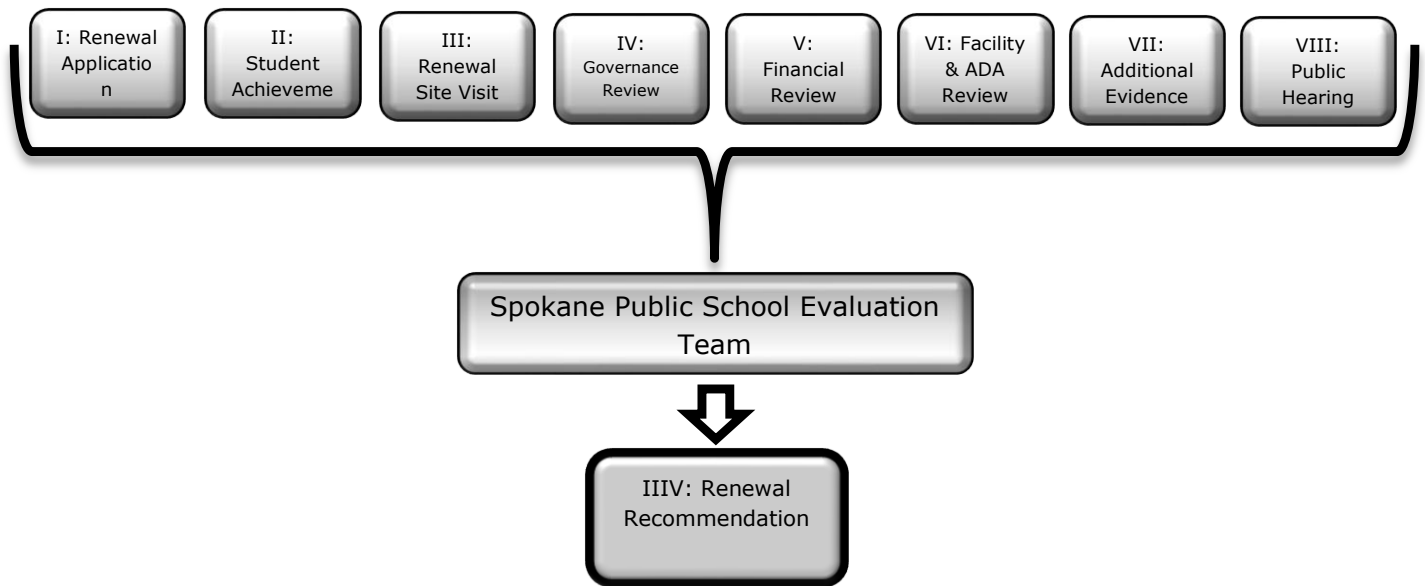 I: Renewal
Applicatio
n
II:
Student
Achieveme
III:
Renewal
Site Visit
IV:
Governance
Review
V:
Financial
Review
VI: Facility
& ADA
Review
VII:
Additional
Evidence
VIII:
Public
Hearing
Spokane Public School Evaluation
Team
IIIV: Renewal
Recommendation